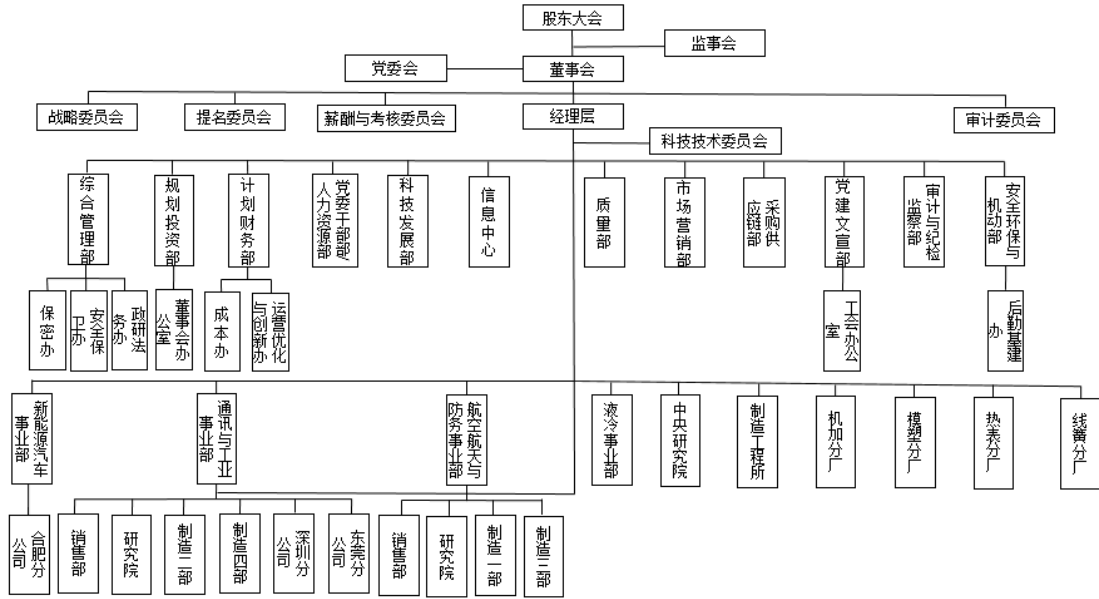 股东大会
监事会
党委会
董事会
战略委员会
提名委员会
薪酬与考核委员会
经理层
审计委员会
科技技术委员会
综合管理部
规划投资部
计划财务部
党委干部部/
人力资源部
科技发展部
信息中心
质量部
市场营销部
采购供
应链部
党建文宣部
审计与纪检
监察部
安全环保与
机动部
保密办
安全保
卫办
政研法
务办
董事会办
公室
成本办
运营优化
与创新办
工会办公
室
后勤基建
办
新能源汽车
事业部
通讯与工业
事业部
航空航天与
防务事业部
液冷事业部
中央研究院
制造工程所
机加分厂
模塑分厂
热表分厂
线簧分厂
合肥分
公司
销售部
研究院
制造二部
制造四部
深圳分
公司
东莞分
公司
销售部
研究院
制造一部
制造三部